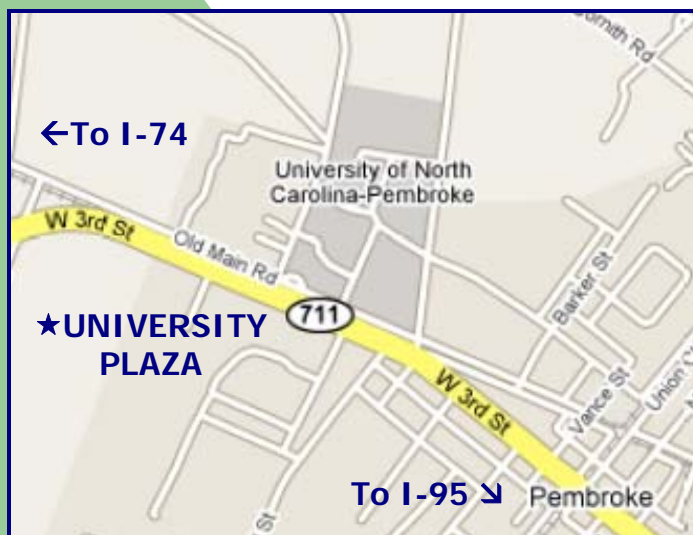 ←To I-74
University of North
Carolina-Pembroke
W 3rd St
Old Main Rd
Barker St
★UNIVERSITY
PLAZA
711
W 3rd St
Vance St
To I-95 ↘
Pembroke
St